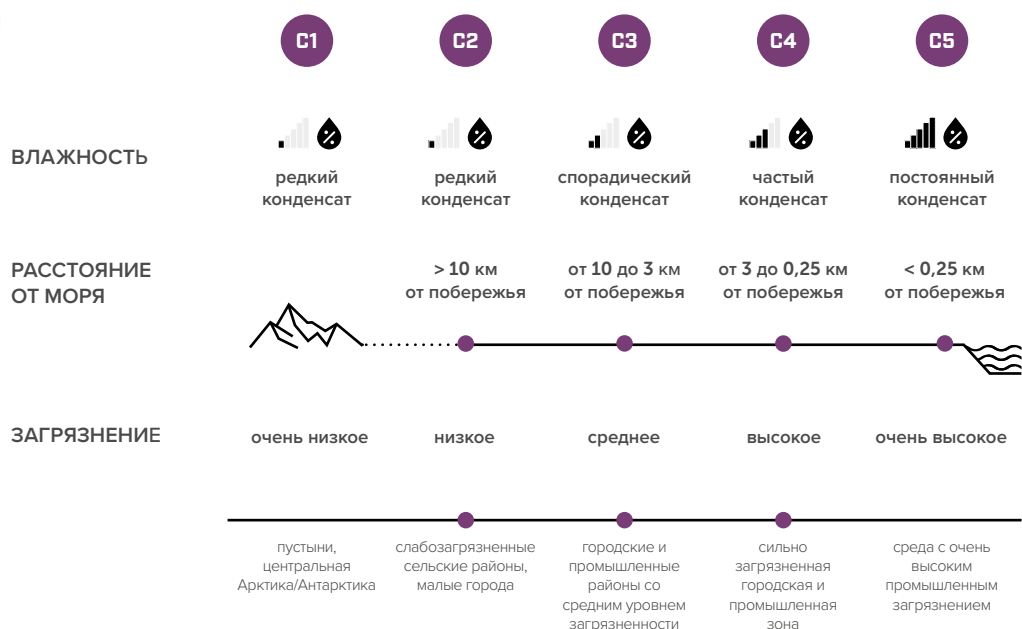 C1 C2 C3 C4 C5
ВЛАЖНОСТЬ
% % % % %
редкий редкий спорадический частый постоянный
конденсат конденсат конденсат конденсат конденсат
РАССТОЯНИЕ
ОТ МОРЯ
> 10 км от 10 до 3 км от 3 до 0,25 км < 0,25 км
от побережья от побережья от побережья от побережья
ЗАГРЯЗНЕНИЕ
очень низкое низкое среднее высокое очень высокое
пустыни,
центральная
Арктика/Антарктика
слабозагрязненные
сельские районы,
малые города
городские и
промышленные
районы со
средним уровнем
загрязненности
сильно
загрязненная
городская и
промышленная
зона
среда с очень
высоким
промышленным
загрязнением